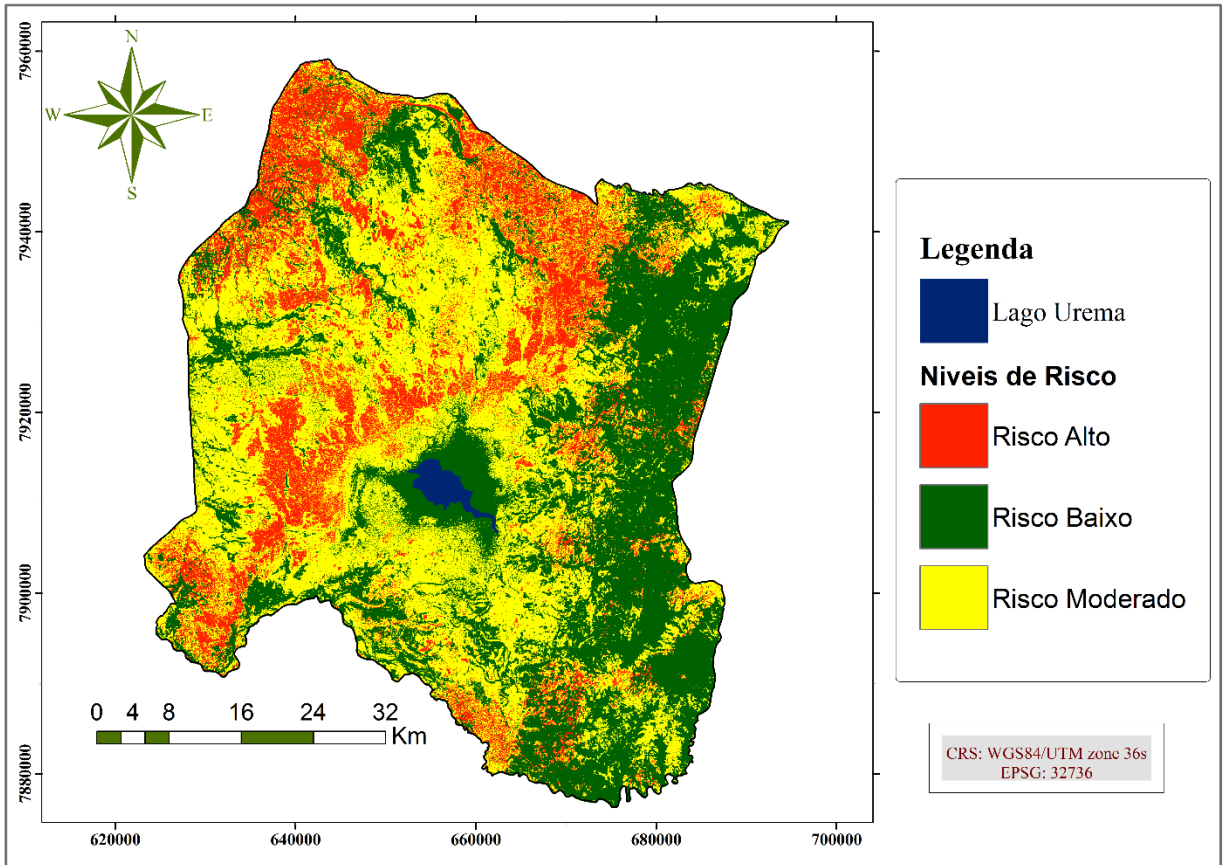 N
W
E
S
7960000
7940000
7920000
7900000
7880000
620000
640000
660000
680000
700000
0 4 8 16 24 32
Km
Legenda
Lago Urema
Niveis de Risco
Risco Alto
Risco Baixo
Risco Moderado
CRS: WGS84/UTM zone 36s
EPSG: 32736